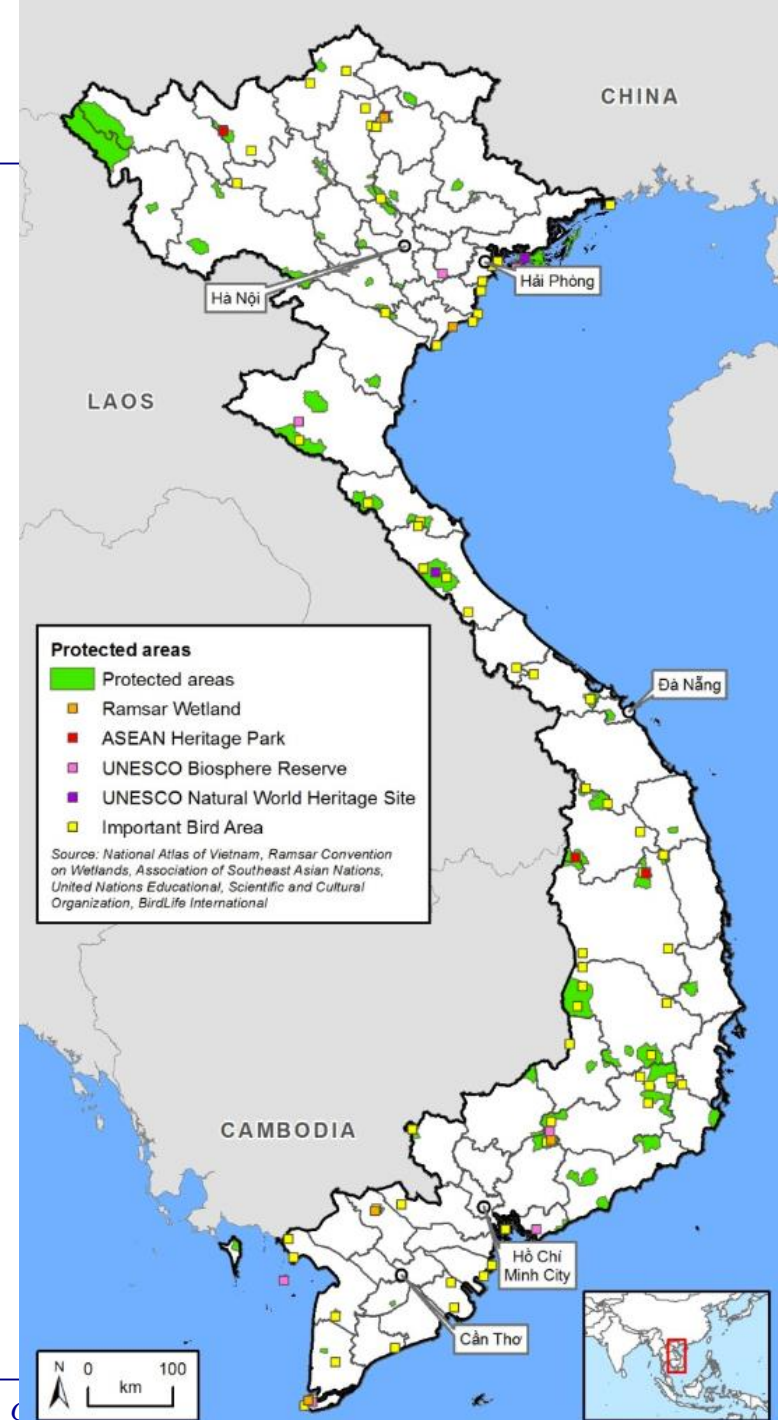 CHINA
Hà Nội
Hải Phòng
LAOS
Protected areas
Protected areas
Ramsar Wetland
ASEAN Heritage Park
UNESCO Biosphere Reserve
UNESCO Natural World Heritage Site
Important Bird Area
Source: National Atlas of Vietnam, Ramsar Convention
on Wetlands, Association of Southeast Asian Nations,
United Nations Educational, Scientific and Cultural
Organization, BirdLife International
Đà Nẵng
CAMBODIA
Hồ Chí
Minh City
Cần Thơ
N 0 100
km